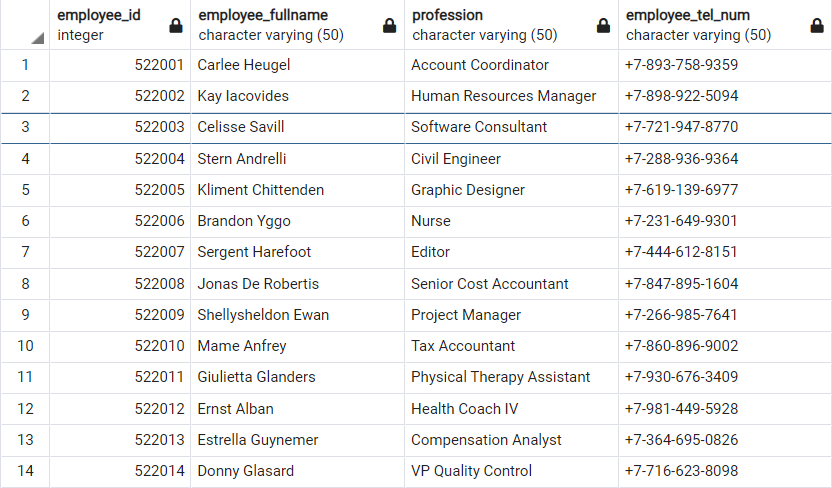 employee_id employee_fullname profession employee_tel_num
integer character varying (50) character varying (50) character varying (50)
1 522001 Carlee Heugel Account Coordinator +7-893-758-9359
2 522002 Kay Iacovides Human Resources Manager +7-898-922-5094
3 522003 Celisse Savill Software Consultant +7-721-947-8770
4 522004 Stern Andrelli Civil Engineer +7-288-936-9364
5 522005 Kliment Chittenden Graphic Designer +7-619-139-6977
6 522006 Brandon Yggo Nurse +7-231-649-9301
7 522007 Sergent Harefoot Editor +7-444-612-8151
8 522008 Jonas De Robertis Senior Cost Accountant +7-847-895-1604
9 522009 Shellysheldon Ewan Project Manager +7-266-985-7641
10 522010 Mame Anfrey Tax Accountant +7-860-896-9002
11 522011 Giulietta Glanders Physical Therapy Assistant +7-930-676-3409
12 522012 Ernst Alban Health Coach IV +7-981-449-5928
13 522013 Estrella Guynemer Compensation Analyst +7-364-695-0826
14 522014 Donny Glasard VP Quality Control +7-716-623-8098